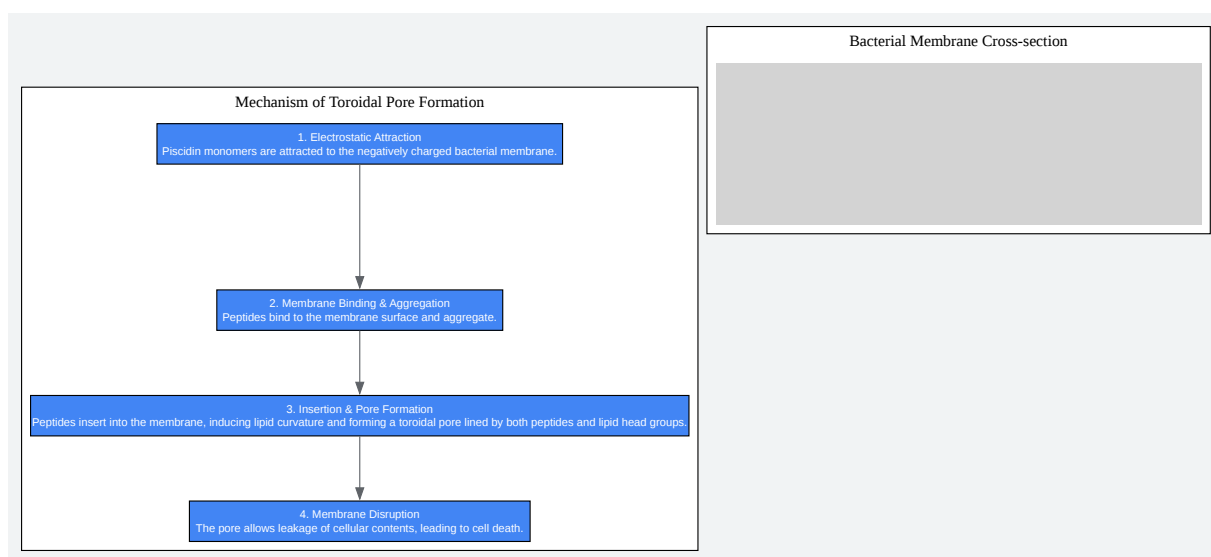 Bacterial Membrane Cross-section
Mechanism of Toroidal Pore Formation
1. Electrostatic Attraction
Piscidin monomers are attracted to the negatively charged bacterial membrane.
2. Membrane Binding & Aggregation
Peptides bind to the membrane surface and aggregate.
3. Insertion & Pore Formation
Peptides insert into the membrane, inducing lipid curvature and forming a toroidal pore lined by both peptides and lipid head groups.
4. Membrane Disruption
The pore allows leakage of cellular contents, leading to cell death.